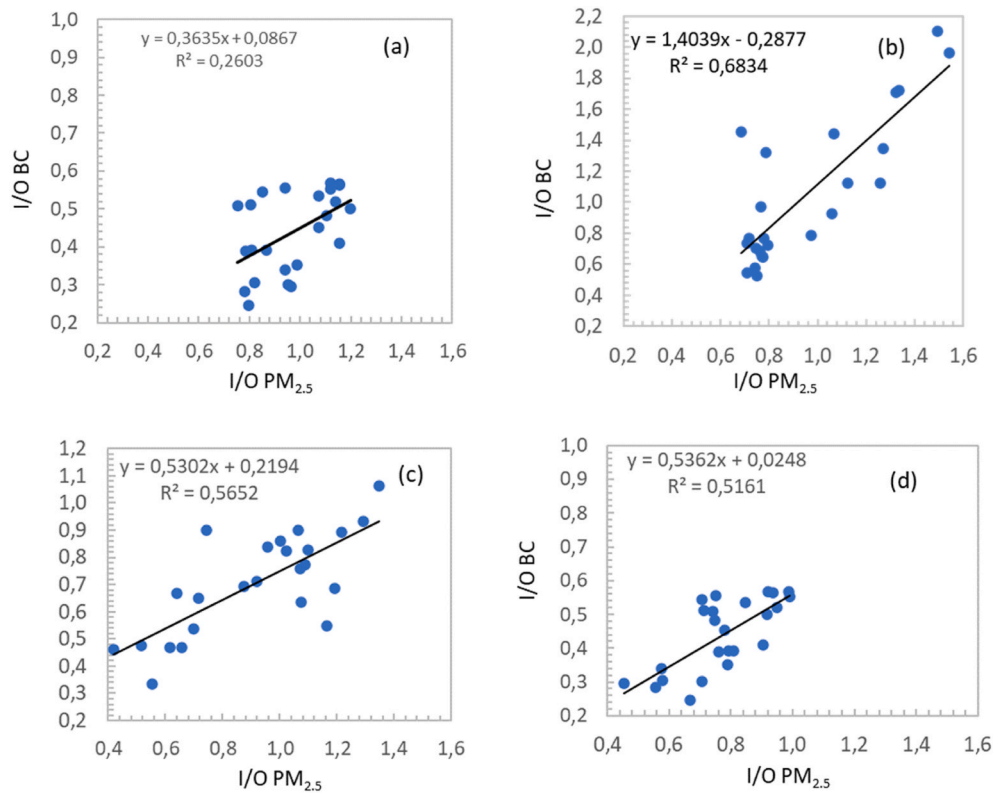 y = 0,3635x + 0,0867
R² = 0,2603
(a)
1,0
0,9
0,8
0,7
0,6
0,5
0,4
0,3
0,2
I/O BC
0,2 0,4 0,6 0,8 1,0 1,2 1,4 1,6
I/O PM2.5
y = 1,4039x - 0,2877
R² = 0,6834
(b)
2,2
2,0
1,8
1,6
1,4
1,2
1,0
0,8
0,6
0,4
0,2
I/O BC
0,2 0,4 0,6 0,8 1,0 1,2 1,4 1,6
I/O PM2.5
y = 0,5302x + 0,2194
R² = 0,5652
(c)
1,2
1,1
1,0
0,9
0,8
0,7
0,6
0,5
0,4
0,3
0,2
I/O BC
0,4 0,6 0,8 1,0 1,2 1,4 1,6
I/O PM2.5
y = 0,5362x + 0,0248
R² = 0,5161
(d)
1,0
0,9
0,8
0,7
0,6
0,5
0,4
0,3
0,2
I/O BC
0,4 0,6 0,8 1,0 1,2 1,4 1,6
I/O PM2.5